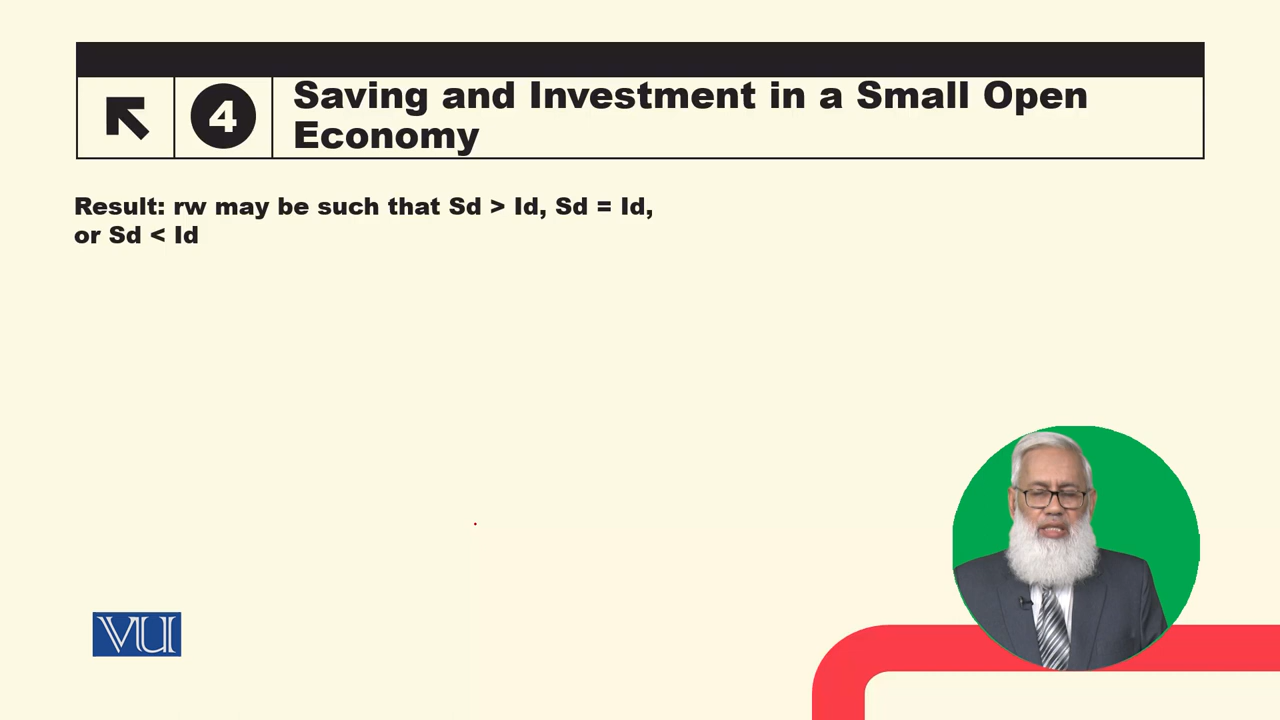 4
Saving and Investment in a Small Open
Economy
Result: rw may be such that Sd > Id, Sd = Id,
or Sd < Id
VU